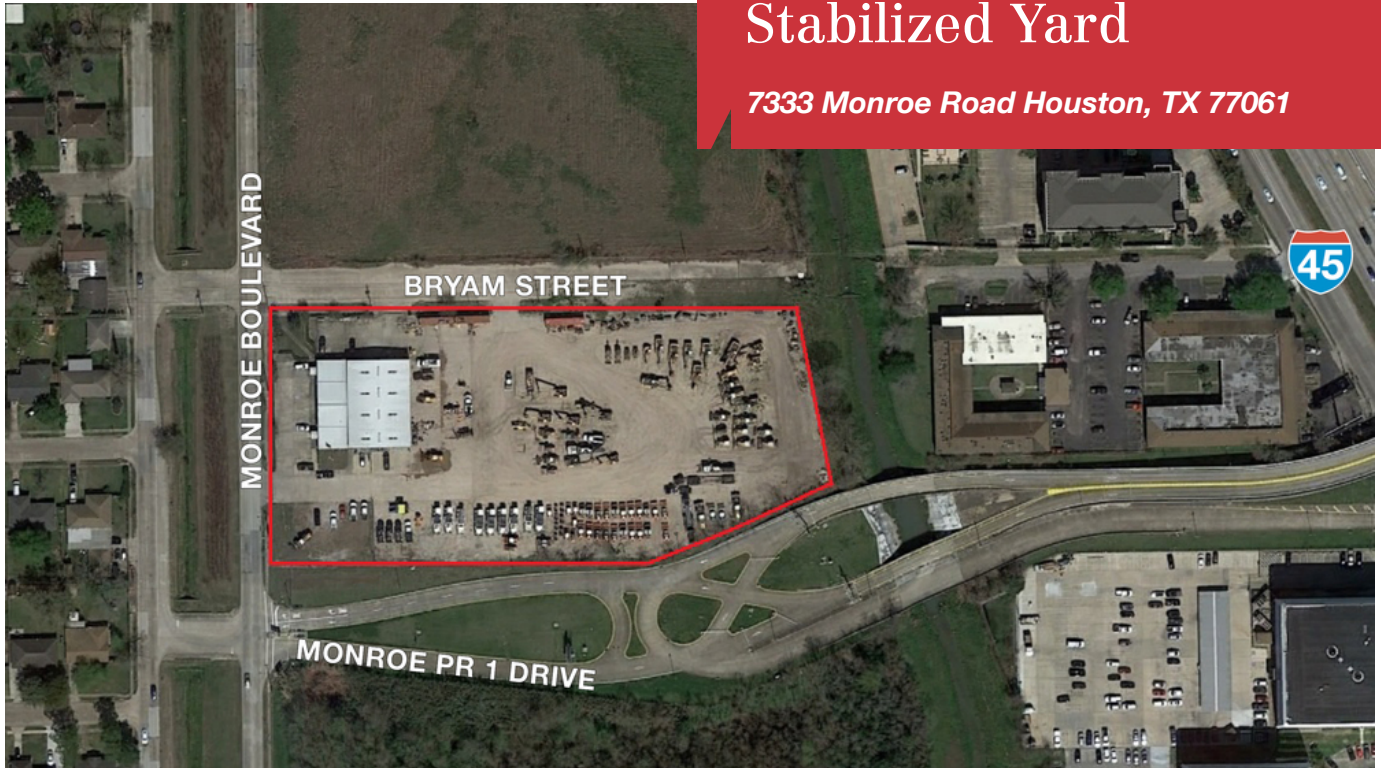 Stabilized Yard
7333 Monroe Road Houston, TX 77061
MONROE BOULEVARD
BRYAM STREET
45
MONROE PR 1 DRIVE